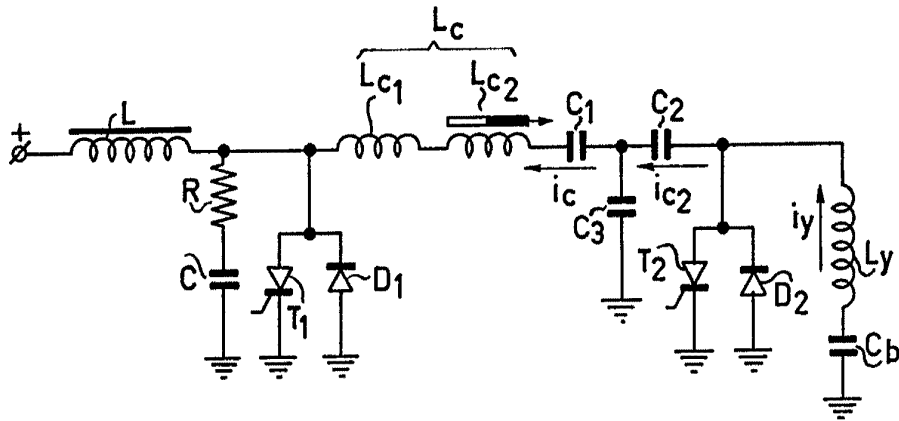 Lc
Lc1 Lc2
+ L C1 C2
R ic ic2
C3 iy
C T1 D1 T2 D2 Ly
Cb